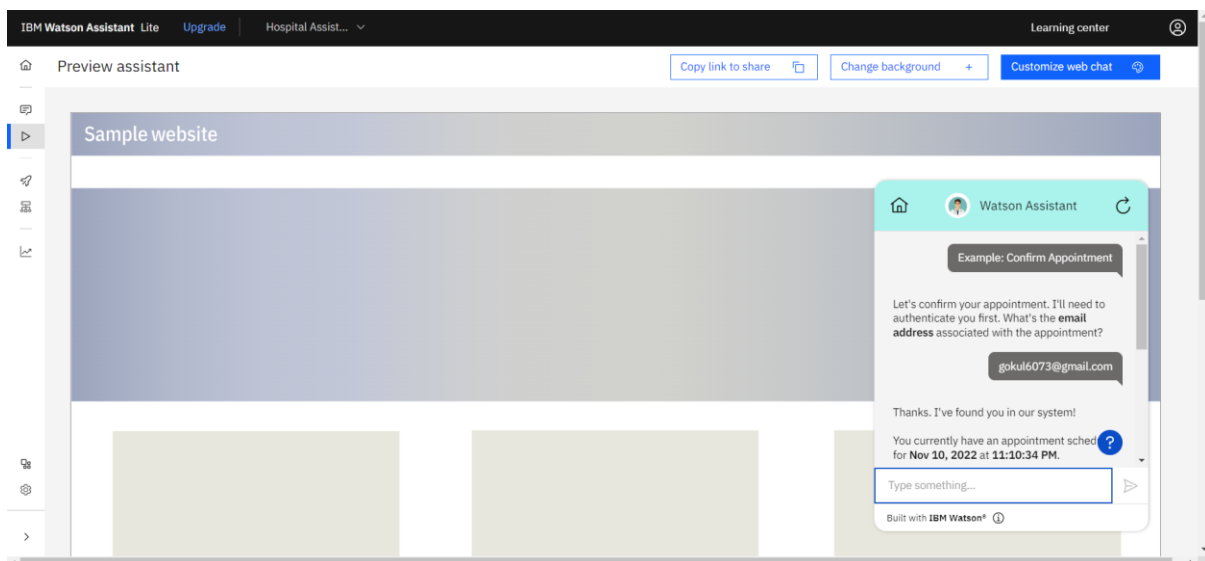 IBM Watson Assistant Lite Upgrade Hospital Assist... Learning center
Preview assistant Copy link to share Change background + Customize web chat
Sample website
Watson Assistant
Example: Confirm Appointment
Let's confirm your appointment. I'll need to
authenticate you first. What's the email
address associated with the appointment?
gokul6073@gmail.com
Thanks. I've found you in our system!
You currently have an appointment sched
?
for Nov 10, 2022 at 11:10:34 PM.
Type something...
Built with IBM Watson®